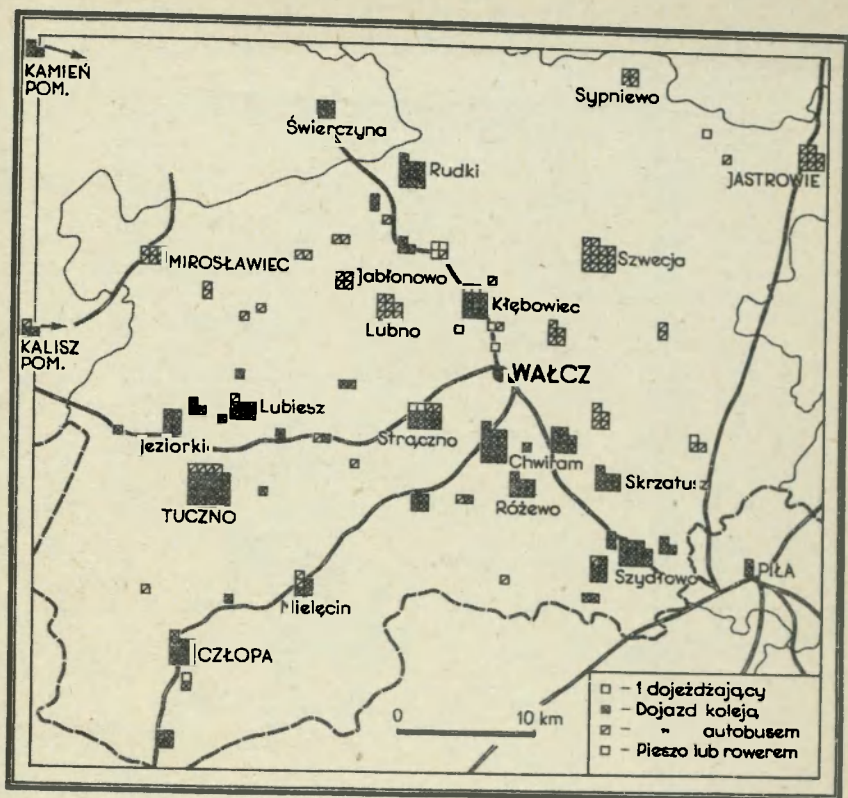 KAMIEŃ
POM.
Sypniewo
Świerczyna
Rudki
JASTROWIE
MIROSŁAWIEC
Szwecja
Jabłonowo
Kłębowiec
Lubno
KALISZ
POM.
WAŁCZ
Lubiesz
Jeziorki
Strączno
Chwiram
Skrzatusz
TUCZNO
Różewo
Szydłowo
PIŁA
Mielęcin
CZŁOPA
0 10 km
- 1 dojeżdżający
- Dojazd koleją
- " autobusem
- Pieszo lub rowerem